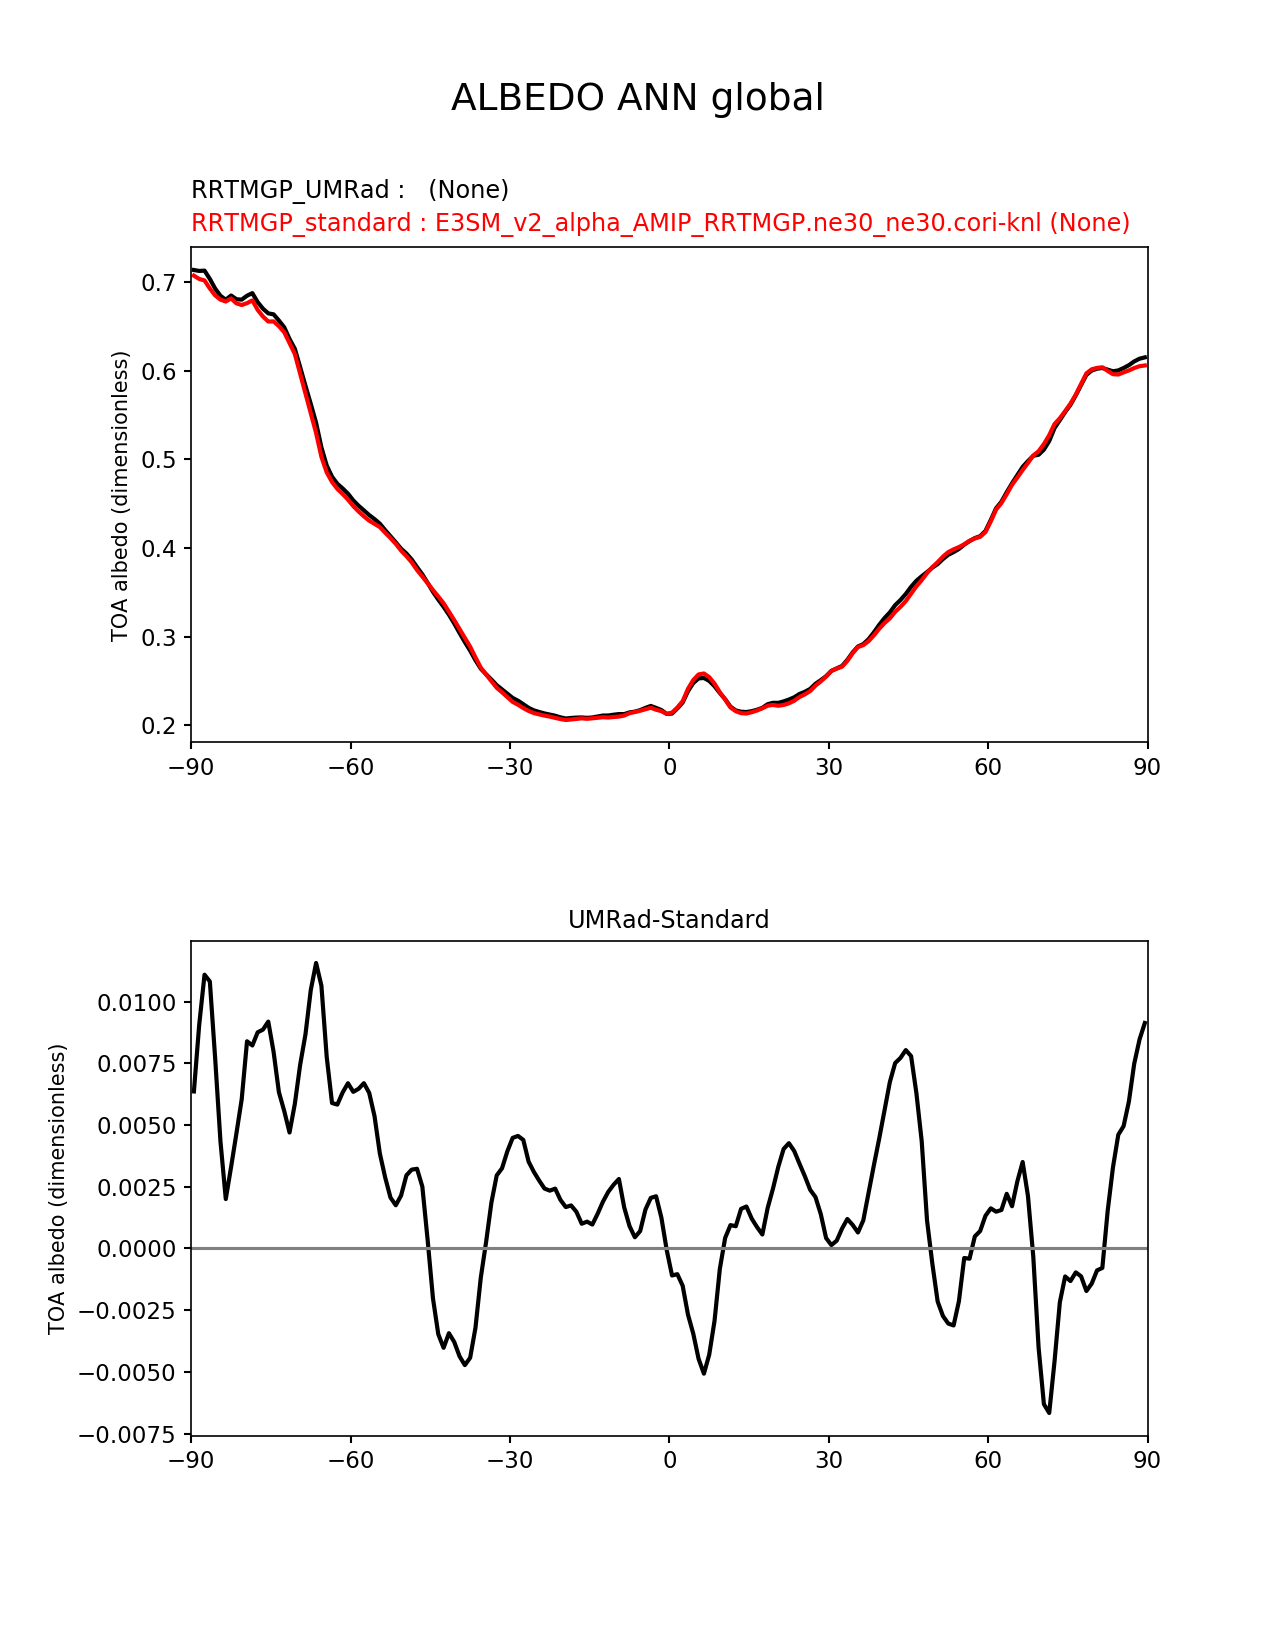 ALBEDO ANN global
RRTMGP_UMRad :   (None)
RRTMGP_standard : E3SM_v2_alpha_AMIP_RRTMGP.ne30_ne30.cori-knl (None)
TOA albedo (dimensionless)
0.7
0.6
0.5
0.4
0.3
0.2
−90 −60 −30 0 30 60 90
UMRad-Standard
TOA albedo (dimensionless)
0.0100
0.0075
0.0050
0.0025
0.0000
−0.0025
−0.0050
−0.0075
−90 −60 −30 0 30 60 90